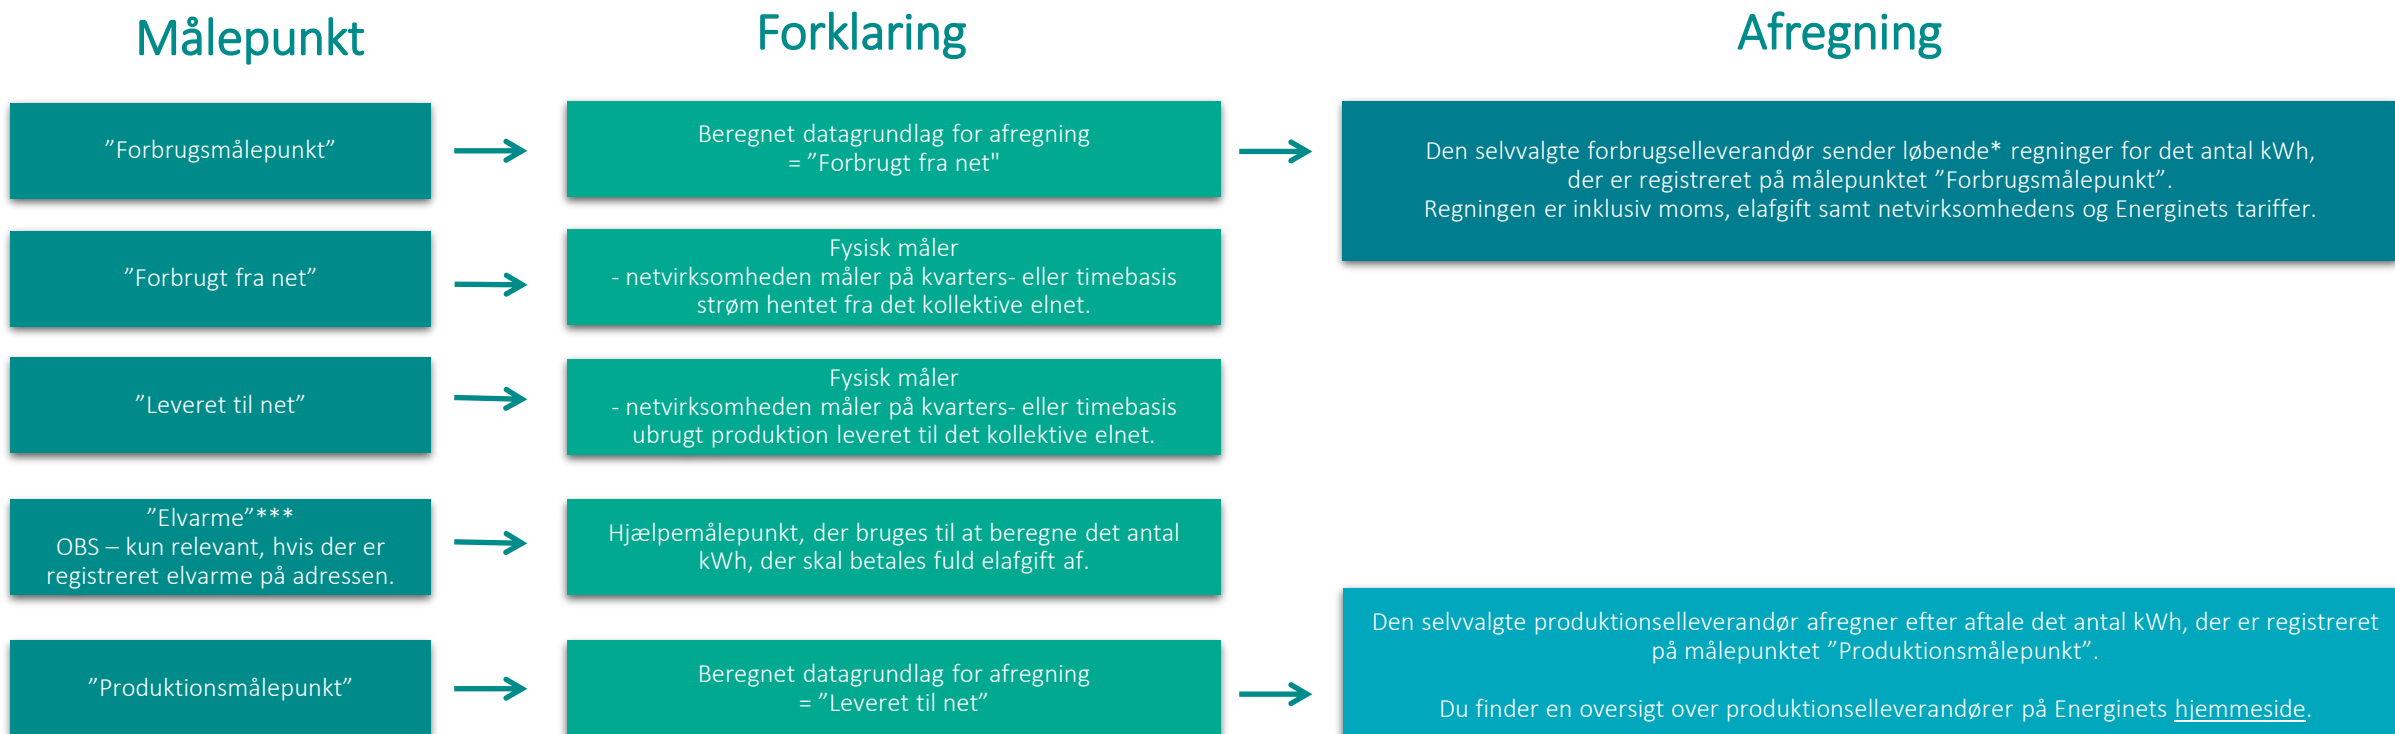 Målepunkt
Forklaring
Afregning
”Forbrugsmålepunkt”
Beregnet datagrundlag for afregning
= ”Forbrugt fra net"
Den selvvalgte forbrugselleverandør sender løbende* regninger for det antal kWh,
der er registreret på målepunktet ”Forbrugsmålepunkt”.
Regningen er inklusiv moms, elafgift samt netvirksomhedens og Energinets tariffer.
”Forbrugt fra net”
Fysisk måler
- netvirksomheden måler på kvarters- eller timebasis
strøm hentet fra det kollektive elnet.
”Leveret til net”
Fysisk måler
- netvirksomheden måler på kvarters- eller timebasis
ubrugt produktion leveret til det kollektive elnet.
”Elvarme”***
OBS – kun relevant, hvis der er
registreret elvarme på adressen.
Hjælpemålepunkt, der bruges til at beregne det antal
kWh, der skal betales fuld elafgift af.
”Produktionsmålepunkt”
Beregnet datagrundlag for afregning
= ”Leveret til net”
Den selvvalgte produktionselleverandør afregner efter aftale det antal kWh, der er registreret
på målepunktet ”Produktionsmålepunkt”.
Du finder en oversigt over produktionselleverandører på Energinets hjemmeside.